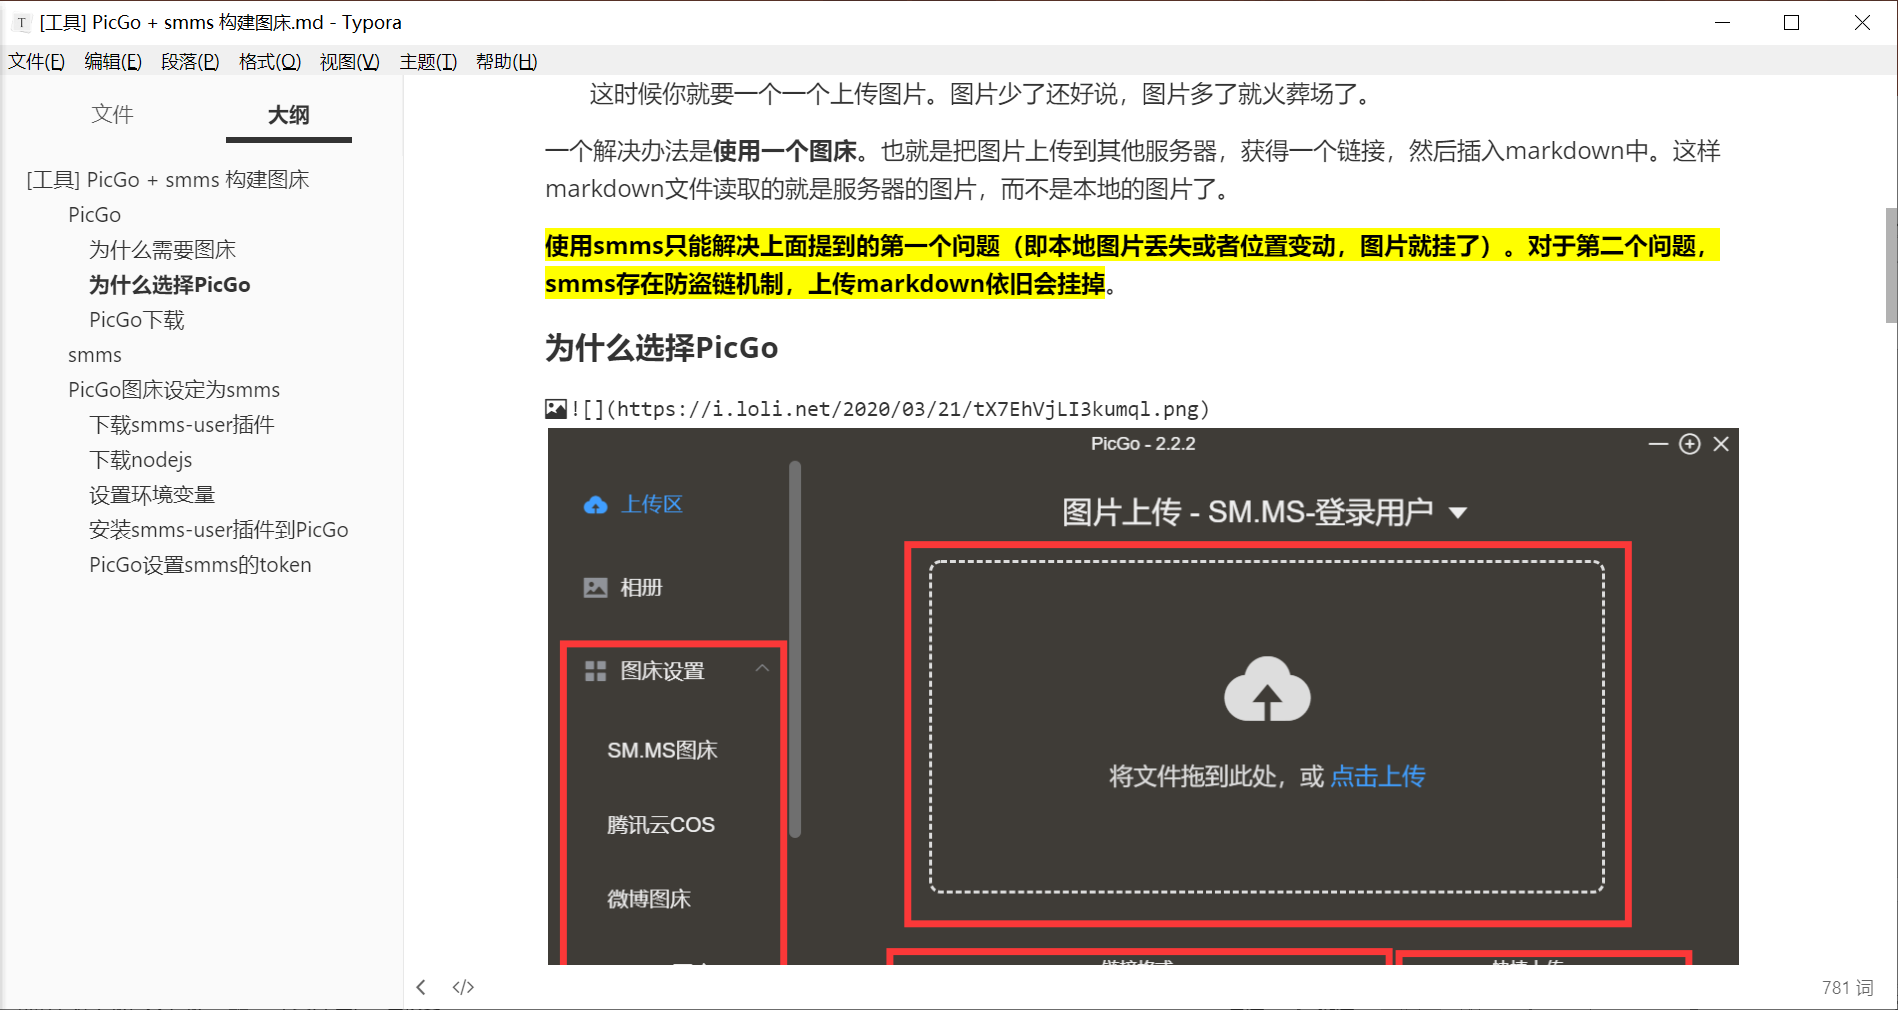 [工具] PicGo + smms 构建图床.md - Typora
文件(F) 编辑(E) 段落(P) 格式(O) 视图(V) 主题(T) 帮助(H)
文件 大纲
[工具] PicGo + smms 构建图床
PicGo
为什么需要图床
为什么选择PicGo
PicGo下载
smms
PicGo图床设定为smms
下载smms-user插件
下载nodejs
设置环境变量
安装smms-user插件到PicGo
PicGo设置smms的token
这时候你就要一个一个上传图片。图片少了还好说，图片多了就火葬场了。
一个解决办法是使用一个图床。也就是把图片上传到其他服务器，获得一个链接，然后插入markdown中。这样
markdown文件读取的就是服务器的图片，而不是本地的图片了。
使用smms只能解决上面提到的第一个问题（即本地图片丢失或者位置变动，图片就挂了）。对于第二个问题，
smms存在防盗链机制，上传markdown依旧会挂掉。
为什么选择PicGo
![](https://i.loli.net/2020/03/21/tX7EhVjLI3kumql.png)
PicGo - 2.2.2
上传区
相册
图床设置
SM.MS图床
腾讯云COS
微博图床
图片上传 - SM.MS-登录用户
将文件拖到此处，或 点击上传
链接格式
快捷上传
</> 781 词